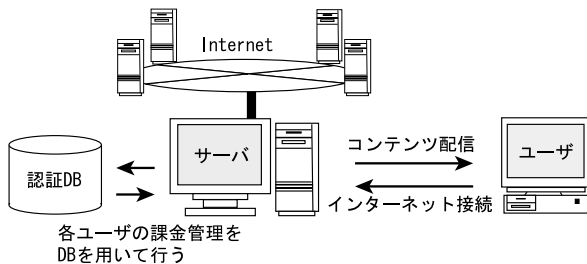 Internet
サーバ
コンテンツ配信
ユーザ
認証DB
インターネット接続
各ユーザの課金管理を
DBを用いて行う